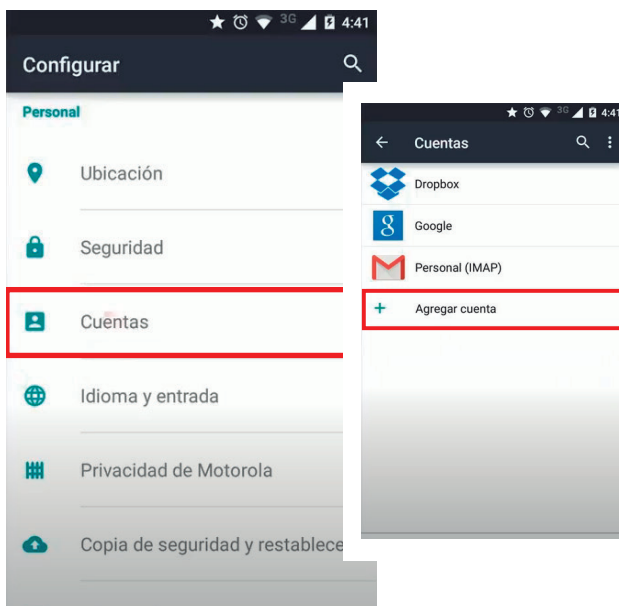 3G 4:41
Configurar
Personal
Ubicación
Seguridad
Cuentas
Idioma y entrada
Privacidad de Motorola
Copia de seguridad y restablece
3G 4:41
Cuentas
Dropbox
Google
Personal (IMAP)
Agregar cuenta